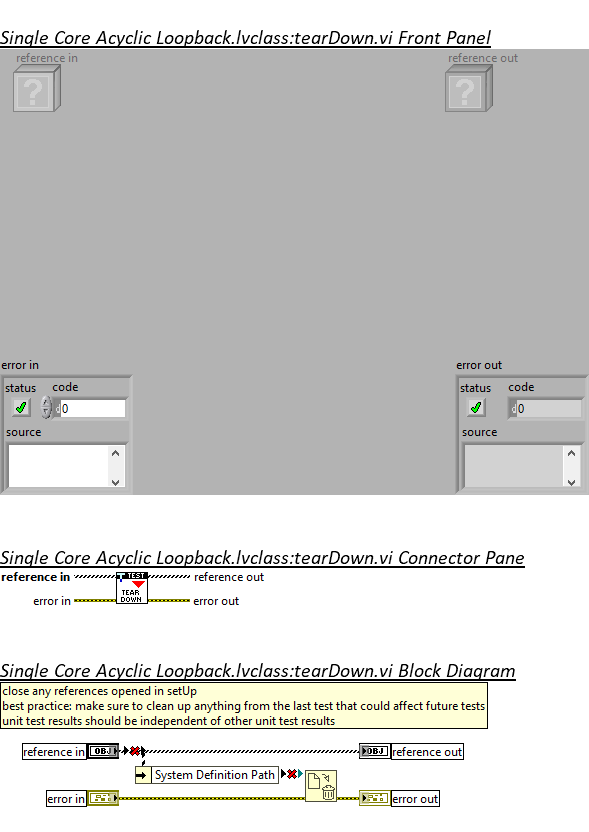 Single Core Acyclic Loopback.lvclass:tearDown.vi Front Panel
reference in
reference out
?
?
error in
error out
status code
status code
d 0
d 0
source
source
Single Core Acyclic Loopback.lvclass:tearDown.vi Connector Pane
reference in
TEST
reference out
TEAR
DOWN
error in
error out
Single Core Acyclic Loopback.lvclass:tearDown.vi Block Diagram
close any references opened in setUp
best practice: make sure to clean up anything from the last test that could affect future tests
unit test results should be independent of other unit test results
reference in OBJ
OBJ reference out
System Definition Path
error in
error out